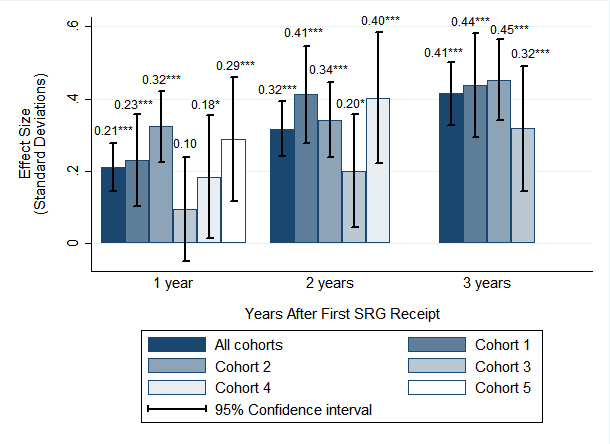 Effect Size
(Standard Deviations)
.6
.4
.2
0
0.21***
0.23***
0.32***
0.10
0.18*
0.29***
0.32***
0.41***
0.34***
0.20*
0.40***
0.41***
0.44***
0.45***
0.32***
1 year
2 years
3 years
Years After First SRG Receipt
All cohorts
Cohort 1
Cohort 2
Cohort 3
Cohort 4
Cohort 5
95% Confidence interval